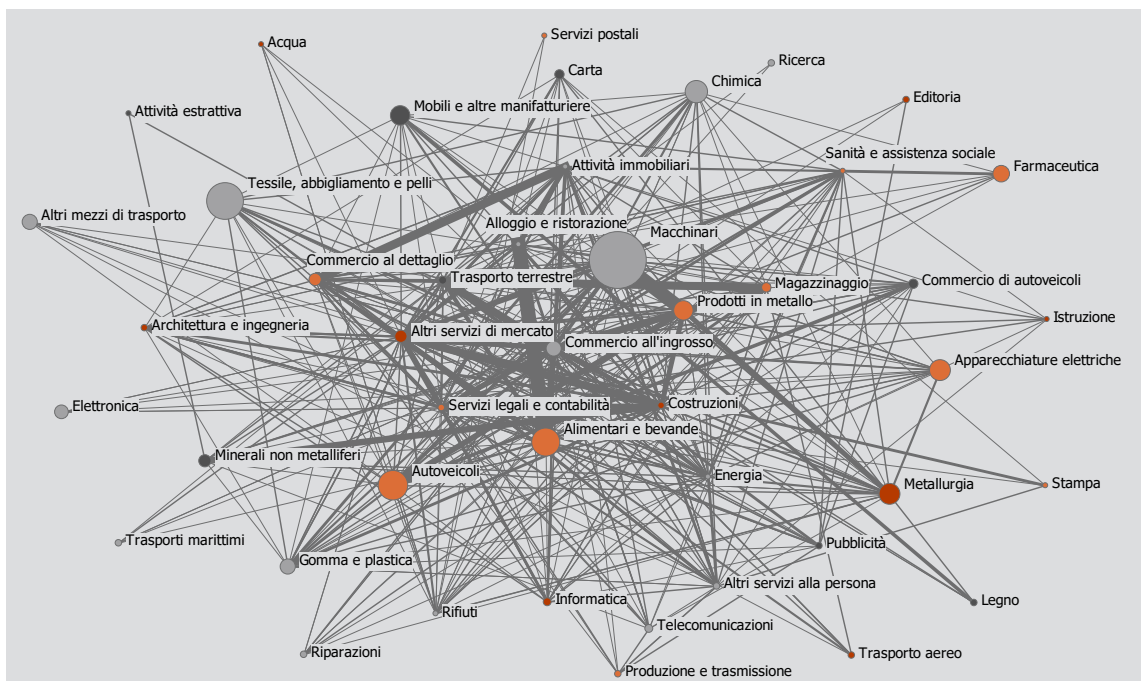 Servizi postali
Acqua
Ricerca
Carta
Chimica
Editoria
Mobili e altre manifatturiere
Attività estrattiva
Sanità e assistenza sociale
Attività immobiliari
Farmaceutica
Tessile, abbigliamento e pelli
Altri mezzi di trasporto
Alloggio e ristorazione
Macchinari
Commercio al dettaglio
Trasporto terrestre
Magazzinaggio
Commercio di autoveicoli
Prodotti in metallo
Istruzione
Architettura e ingegneria
Altri servizi di mercato
Commercio all'ingrosso
Apparecchiature elettriche
Elettronica
Servizi legali e contabilità
Costruzioni
Alimentari e bevande
Minerali non metalliferi
Autoveicoli
Energia
Metallurgia
Stampa
Trasporti marittimi
Pubblicità
Gomma e plastica
Altri servizi alla persona
Informatica
Legno
Rifiuti
Telecomunicazioni
Riparazioni
Trasporto aereo
Produzione e trasmissione